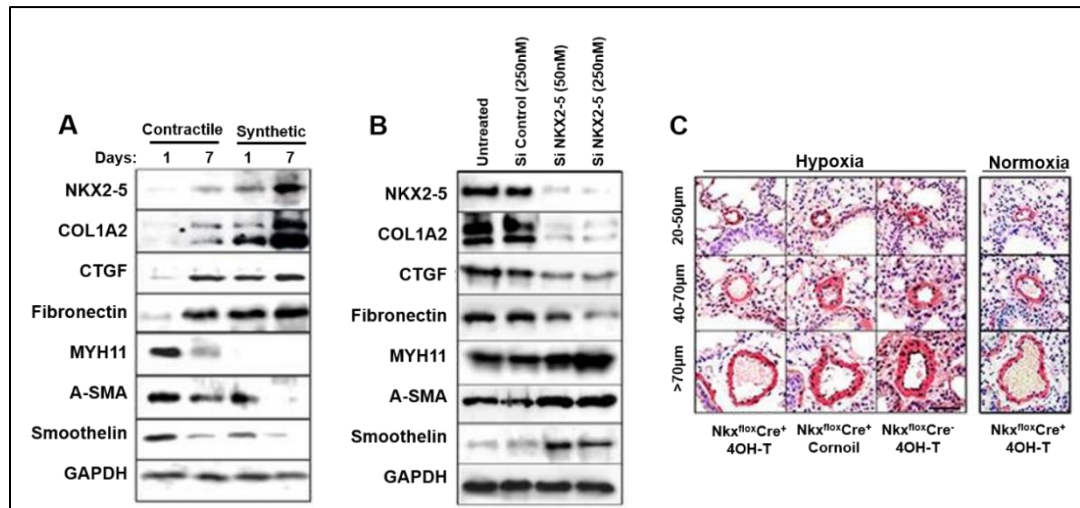 A
Contractile Synthetic
Days: 1 7 1 7
NKX2-5
COL1A2
CTGF
Fibronectin
MYH11
A-SMA
Smoothelin
GAPDH
B
Untreated
Si Control (250nM)
Si NKX2-5 (50nM)
Si NKX2-5 (250nM)
NKX2-5
COL1A2
CTGF
Fibronectin
MYH11
A-SMA
Smoothelin
GAPDH
C
Hypoxia Normoxia
20-50µm
40-70µm
>70µm
NkxᶠˡᵒˣCre⁺ NkxᶠˡᵒˣCre⁺ NkxᶠˡᵒˣCre⁻ NkxᶠˡᵒˣCre⁺
4OH-T Cornoil 4OH-T 4OH-T